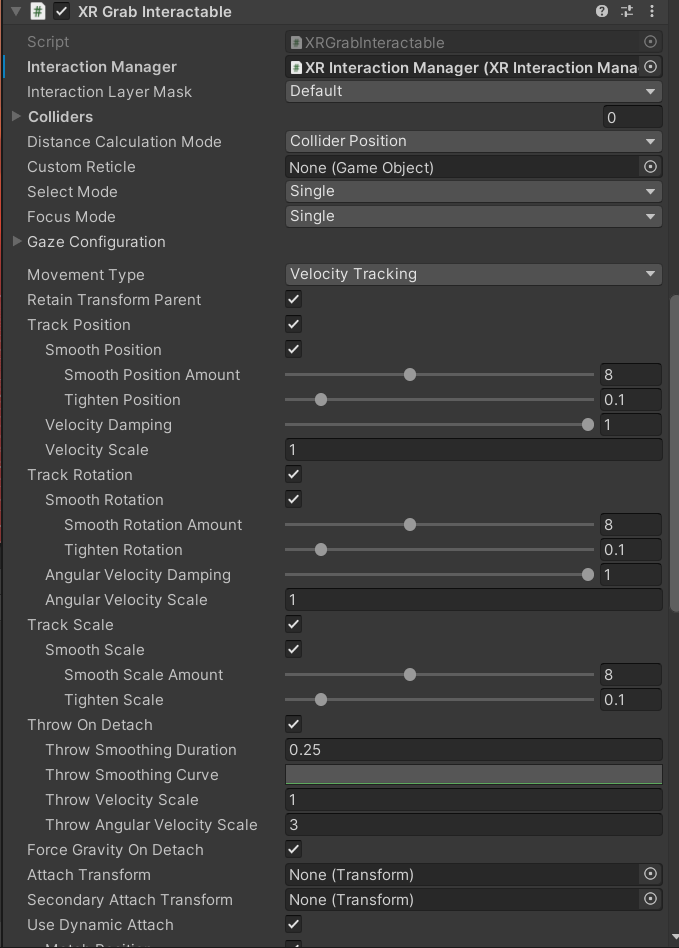 XR Grab Interactable
Script XRGrabInteractable
Interaction Manager XR Interaction Manager (XR Interaction Mana
Interaction Layer Mask Default
Colliders 0
Distance Calculation Mode Collider Position
Custom Reticle None (Game Object)
Select Mode Single
Focus Mode Single
Gaze Configuration
Movement Type Velocity Tracking
Retain Transform Parent
Track Position
Smooth Position
Smooth Position Amount 8
Tighten Position 0.1
Velocity Damping 1
Velocity Scale 1
Track Rotation
Smooth Rotation
Smooth Rotation Amount 8
Tighten Rotation 0.1
Angular Velocity Damping 1
Angular Velocity Scale 1
Track Scale
Smooth Scale
Smooth Scale Amount 8
Tighten Scale 0.1
Throw On Detach
Throw Smoothing Duration 0.25
Throw Smoothing Curve
Throw Velocity Scale 1
Throw Angular Velocity Scale 3
Force Gravity On Detach
Attach Transform None (Transform)
Secondary Attach Transform None (Transform)
Use Dynamic Attach
Match Position